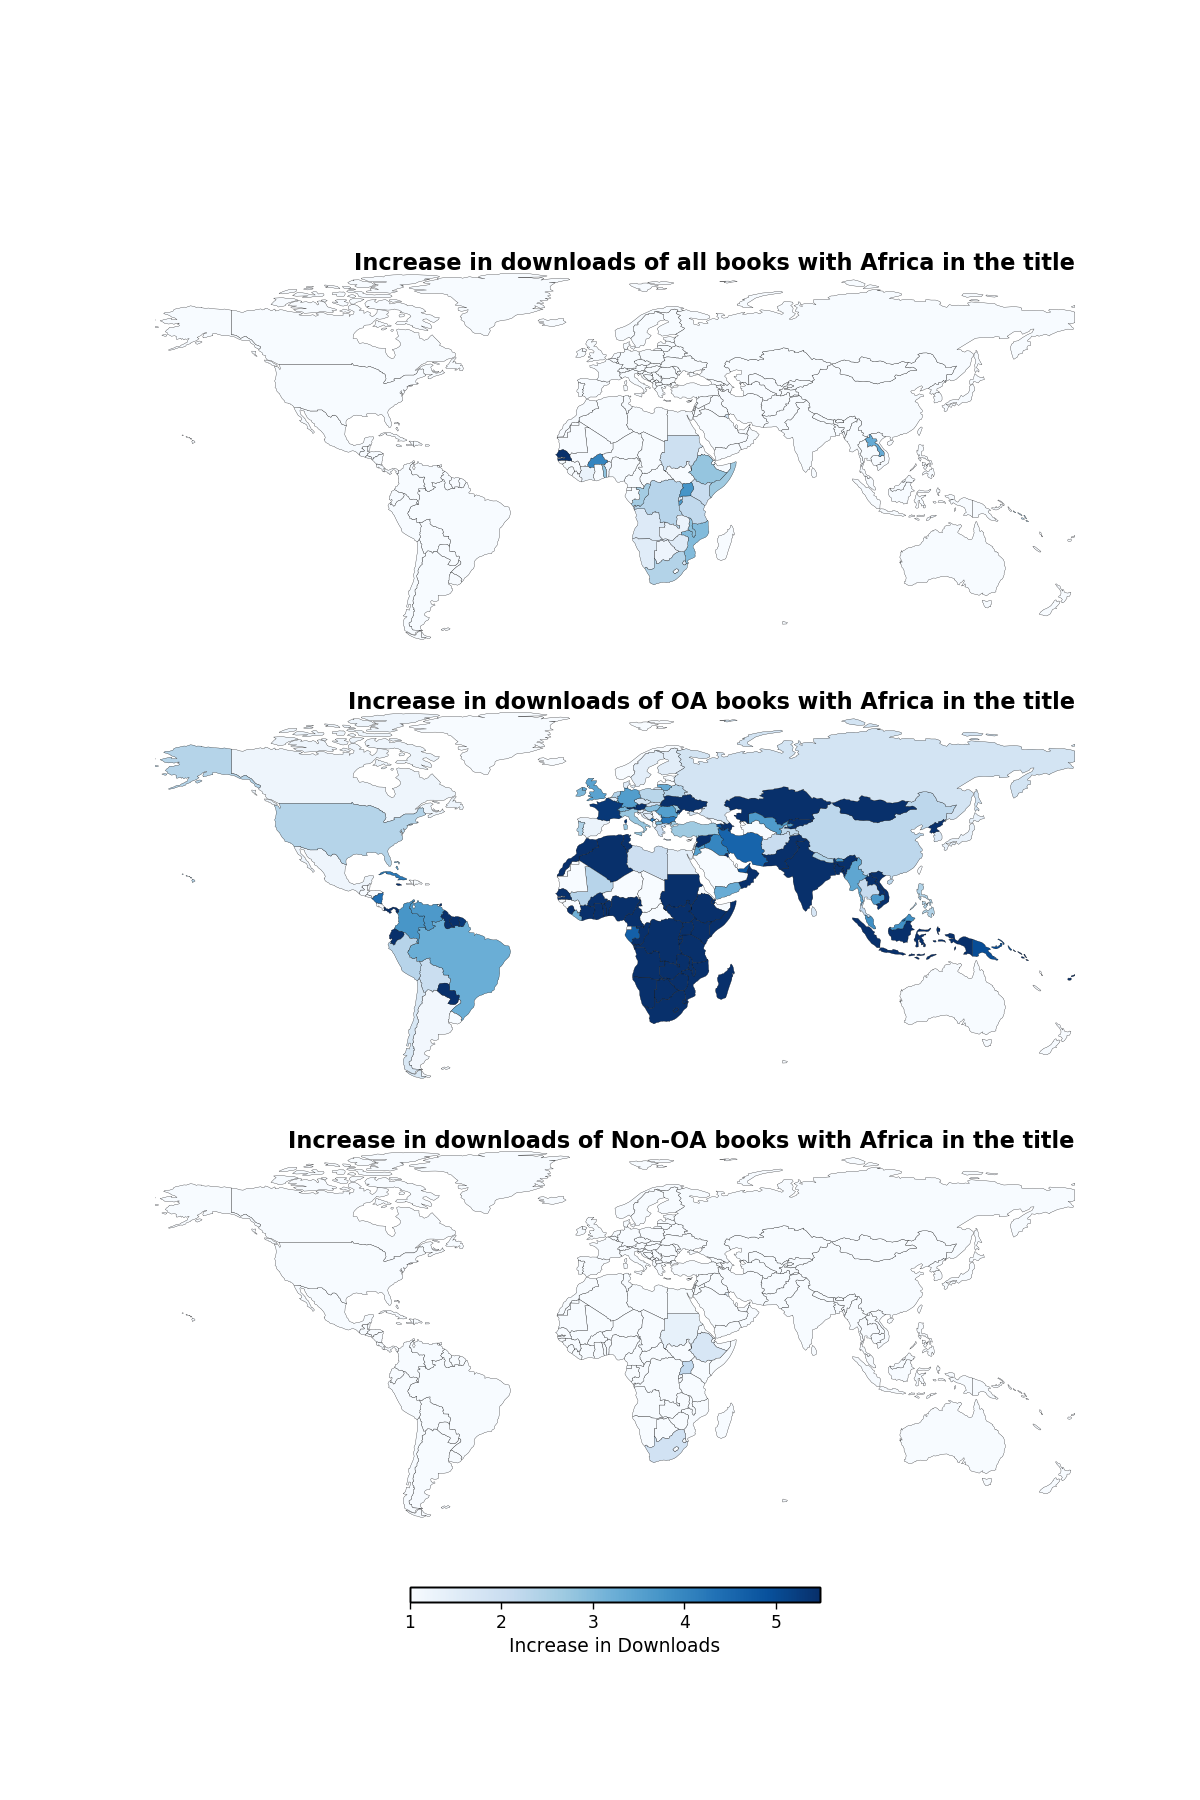 Increase in downloads of all books with Africa in the title
Increase in downloads of OA books with Africa in the title
Increase in downloads of Non-OA books with Africa in the title
1 2 3 4 5
Increase in Downloads